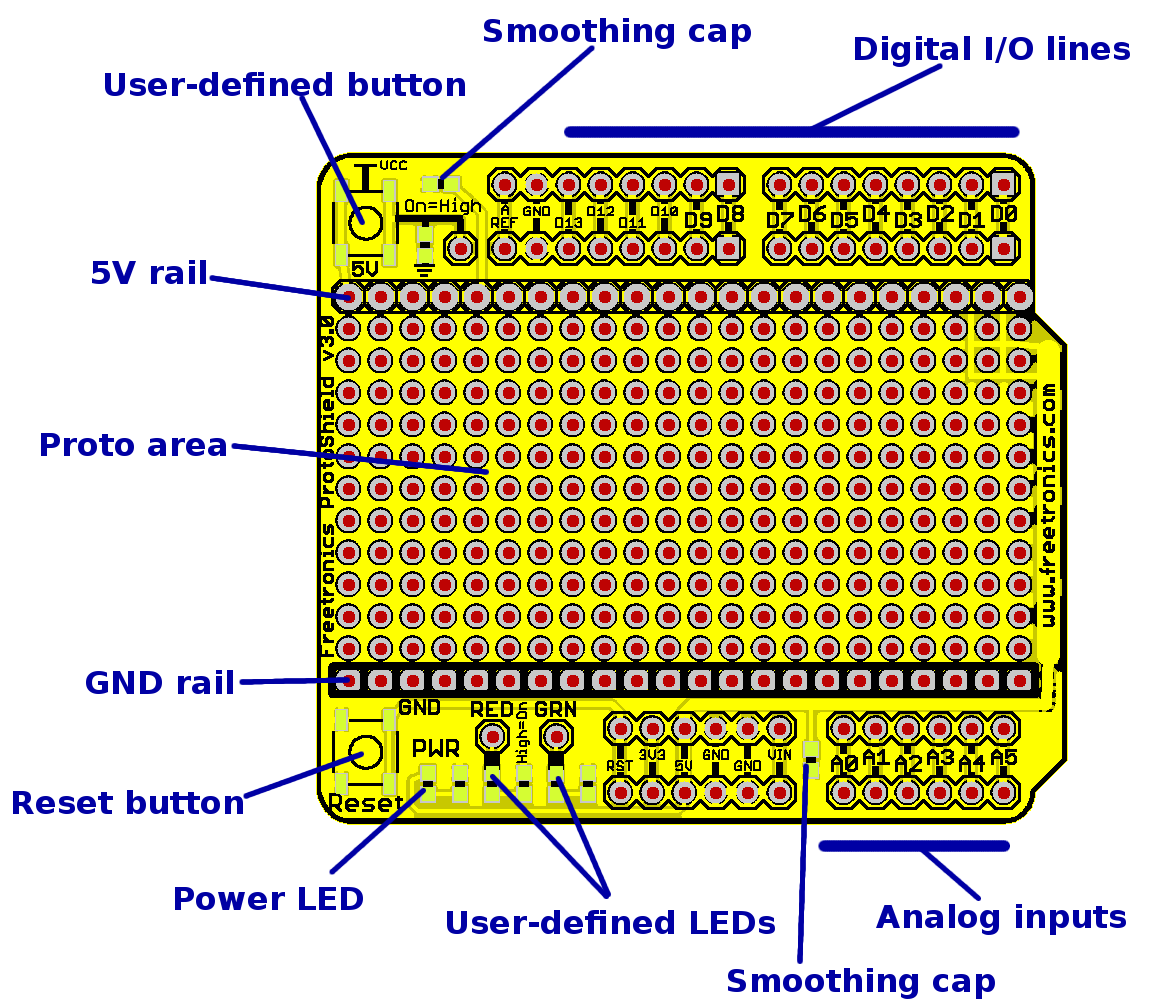 Smoothing cap
Digital I/O lines
User-defined button
VCC
On=High
A
REF
GND
D13
D12
D11
D10
D9
D8
D7
D6
D5
D4
D3
D2
D1
D0
5V
5V rail
Freetronics ProtoShield v3.0
www.freetronics.com
Proto area
GND rail
GND
RED
High=On
GRN
PWR
RST
3V3
5V
GND
GND
VIN
A0
A1
A2
A3
A4
A5
Reset
Reset button
Power LED
User-defined LEDs
Analog inputs
Smoothing cap